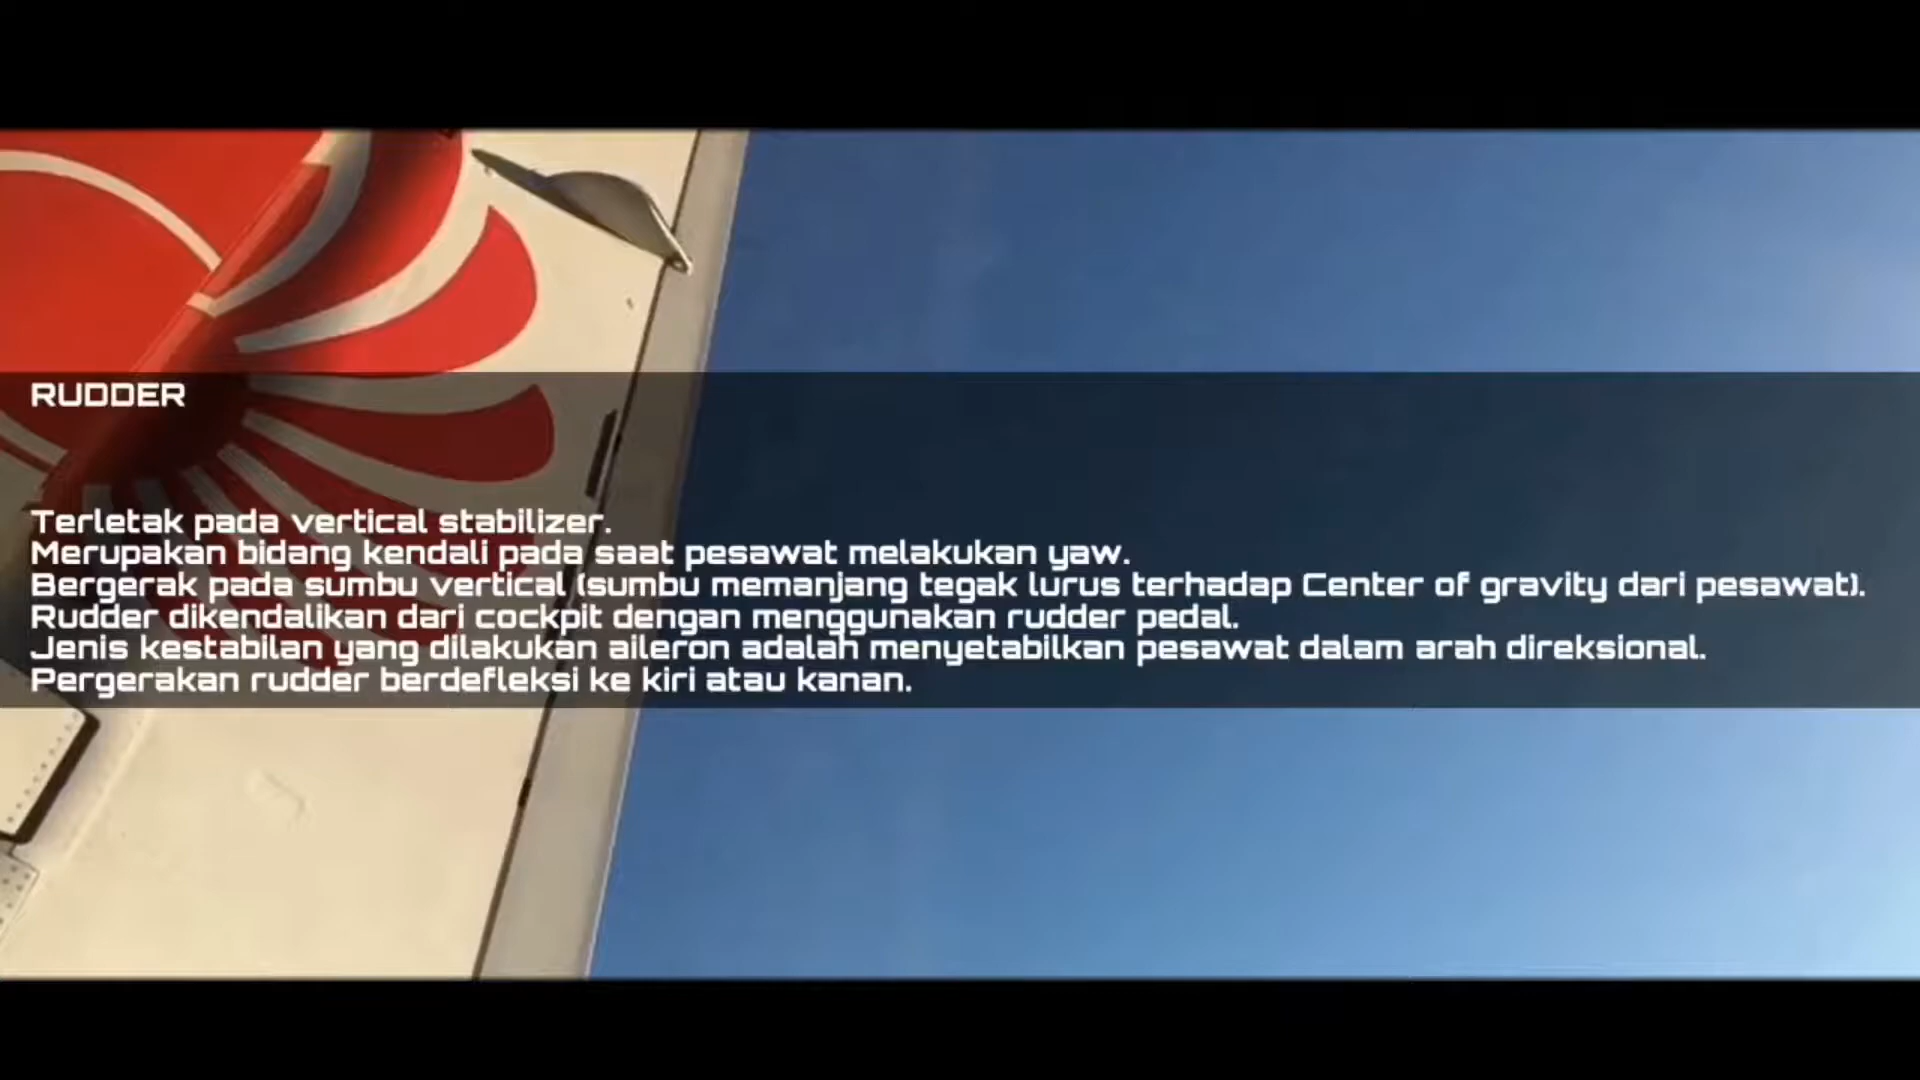 RUDDER
Terletak pada vertical stabilizer.
Merupakan bidang kendali pada saat pesawat melakukan yaw.
Bergerak pada sumbu vertical (sumbu memanjang tegak lurus terhadap Center of gravity dari pesawat).
Rudder dikendalikan dari cockpit dengan menggunakan rudder pedal.
Jenis kestabilan yang dilakukan aileron adalah menyetabilkan pesawat dalam arah direksional.
Pergerakan rudder berdefleksi ke kiri atau kanan.